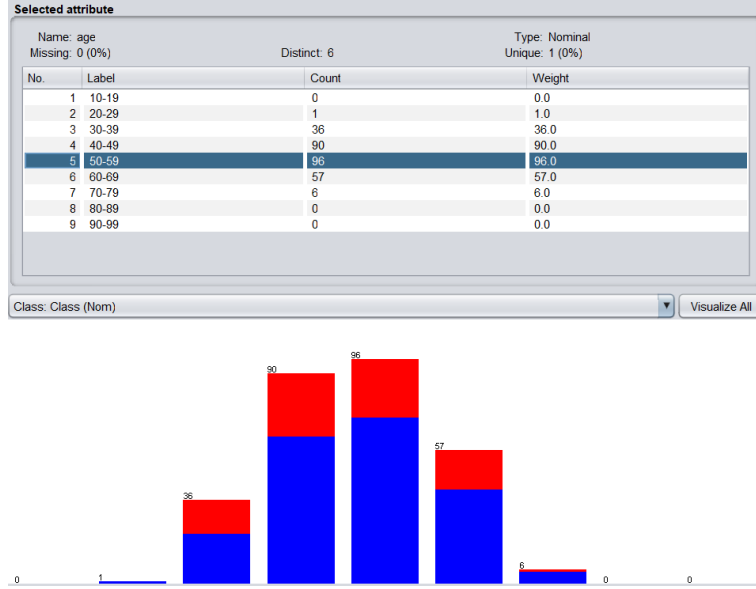 Selected attribute
Name: age Type: Nominal
Missing: 0 (0%) Distinct: 6 Unique: 1 (0%)
No. Label Count Weight
1 10-19 0 0.0
2 20-29 1 1.0
3 30-39 36 36.0
4 40-49 90 90.0
5 50-59 96 96.0
6 60-69 57 57.0
7 70-79 6 6.0
8 80-89 0 0.0
9 90-99 0 0.0
Class: Class (Nom) Visualize All
0 1 36 90 96 57 6 0 0